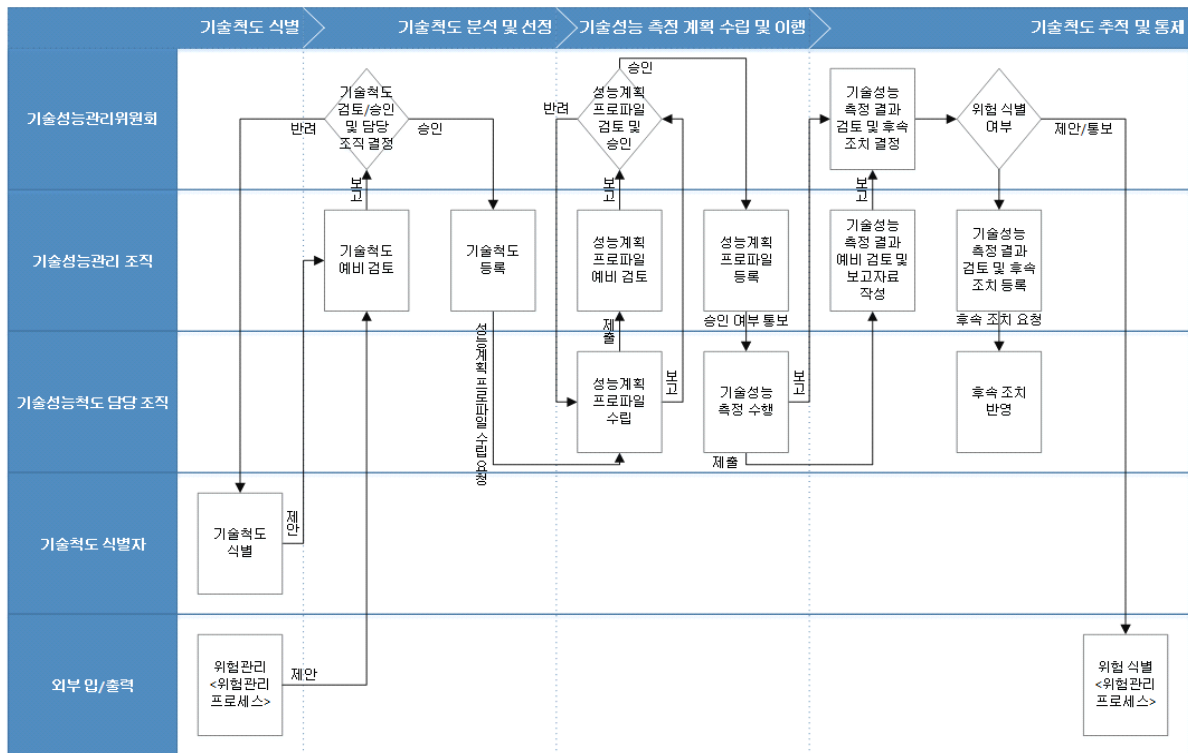 기술척도 식별
기술척도 분석 및 선정
기술성능 측정 계획 수립 및 이행
기술척도 추적 및 통제
기술성능관리위원회
기술척도
검토/승인
및 담당
조직 결정
반려
승인
성능계획
프로파일
검토 및
승인
반려
승인
기술성능
측정 결과
검토 및 후속
조치 결정
위험 식별
여부
제안/통보
보고
보고
보고
기술성능관리 조직
기술척도
예비 검토
기술척도
등록
성능계획
프로파일
예비 검토
성능계획
프로파일
등록
기술성능
측정 결과
예비 검토 및
보고자료
작성
기술성능
측정 결과
검토 및 후속
조치 등록
성능계획 프로파일 수립 요청
제출
승인 여부 통보
후속 조치 요청
기술성능척도 담당 조직
성능계획
프로파일
수립
보고
기술성능
측정 수행
보고
제출
후속 조치
반영
기술척도 식별자
기술척도
식별
제안
외부 입/출력
위험관리
<위험관리
프로세스>
제안
위험 식별
<위험관리
프로세스>